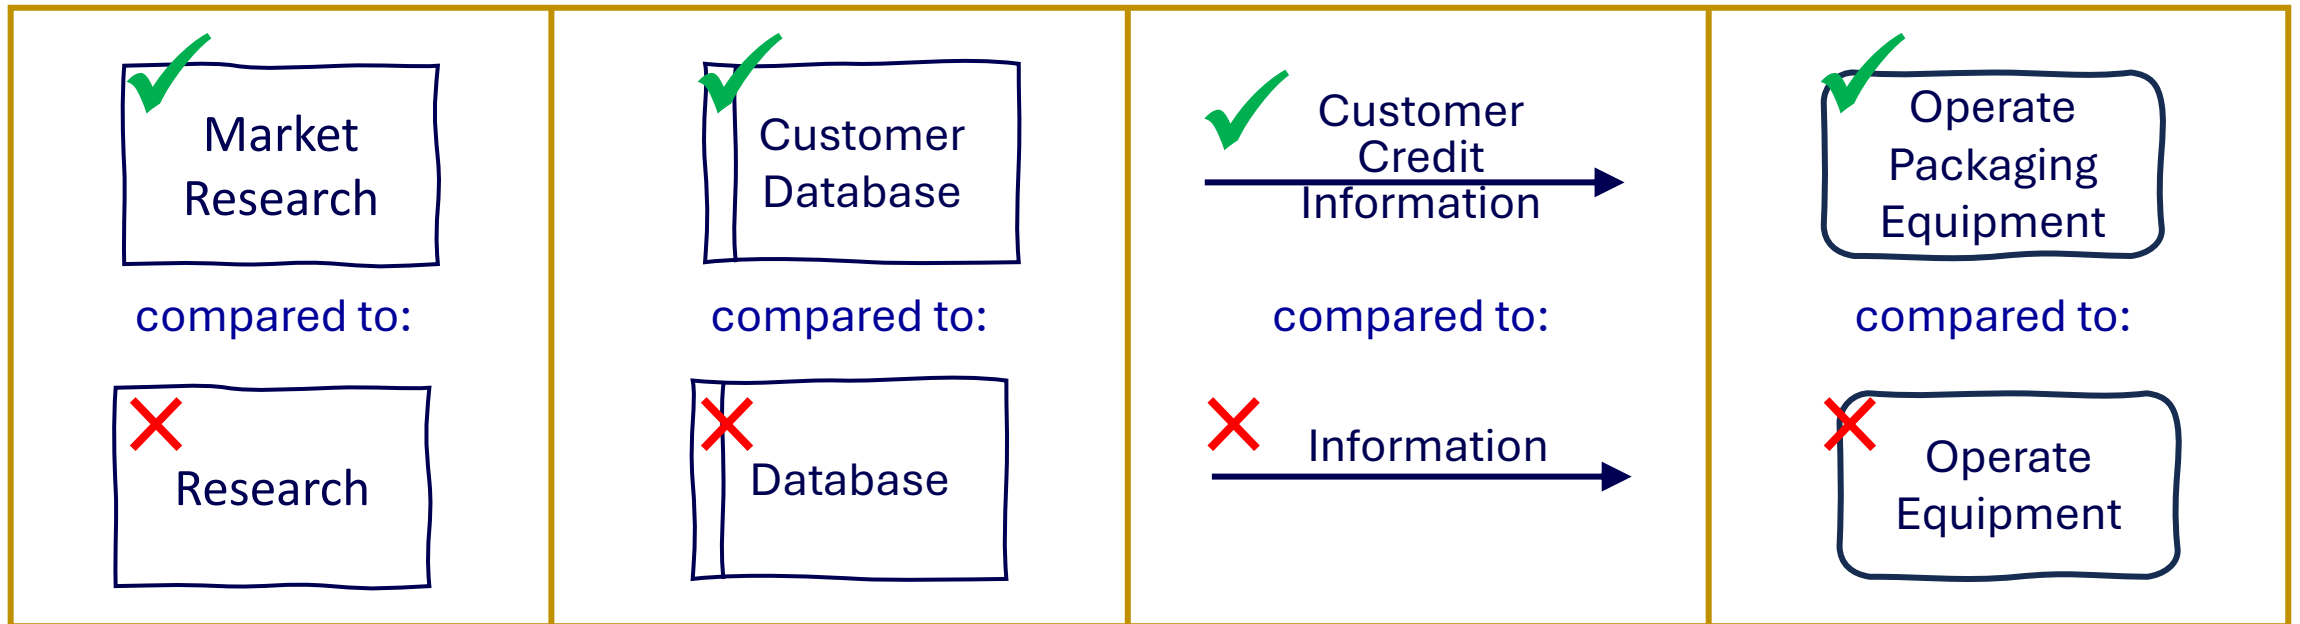 Market
Research
compared to:
Research
Customer
Database
compared to:
Database
Customer
Credit
Information
compared to:
Information
Operate
Packaging
Equipment
compared to:
Operate
Equipment